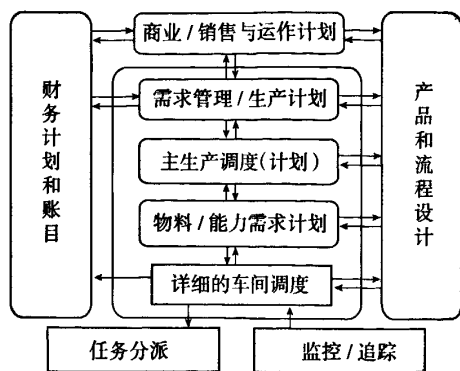 商业/销售与运作计划
财务计划和账目
需求管理/生产计划
主生产调度(计划)
物料/能力需求计划
详细的车间调度
产品和流程设计
任务分派
监控/追踪